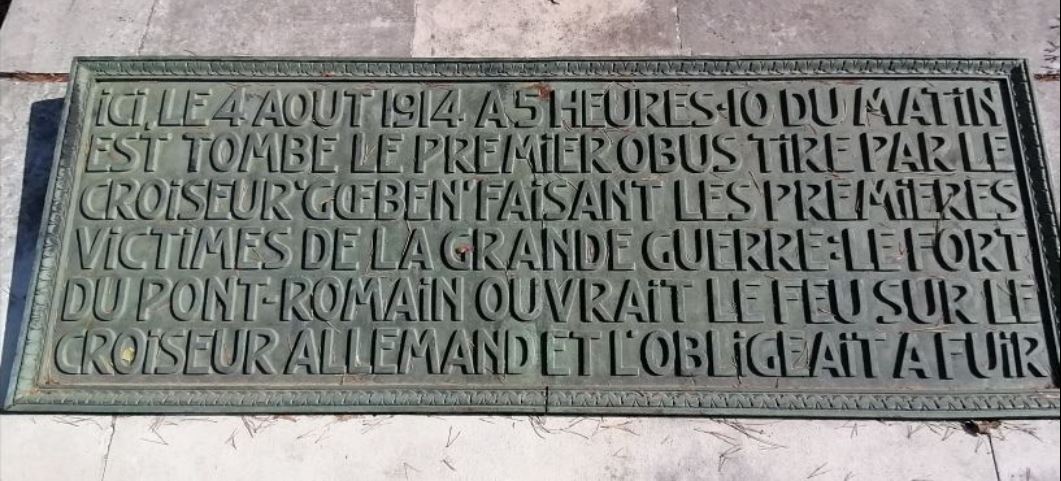 iCi, LE 4 AOUT 1914 A 5 HEURES·10 DU MATiN
EST TOMBE LE PREMiER OBUS TiRE PAR LE
CROiSEUR "GŒBEN" FAiSANT LES PREMiERES
ViCTiMES DE LA GRANDE GUERRE : LE FORT
DU PONT-ROMAiN OUVRAiT LE FEU SUR LE
CROiSEUR ALLEMAND ET L'OBLiGEAiT A FUiR